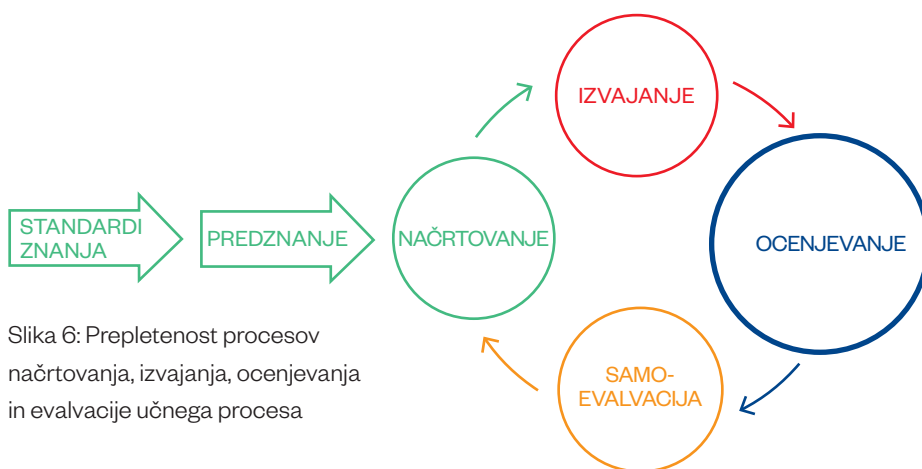 STANDARDI
ZNANJA
PREDZNANJE
NAČRTOVANJE
IZVAJANJE
OCENJEVANJE
SAMO-
EVALVACIJA
Slika 6: Prepletenost procesov
načrtovanja, izvajanja, ocenjevanja
in evalvacije učnega procesa